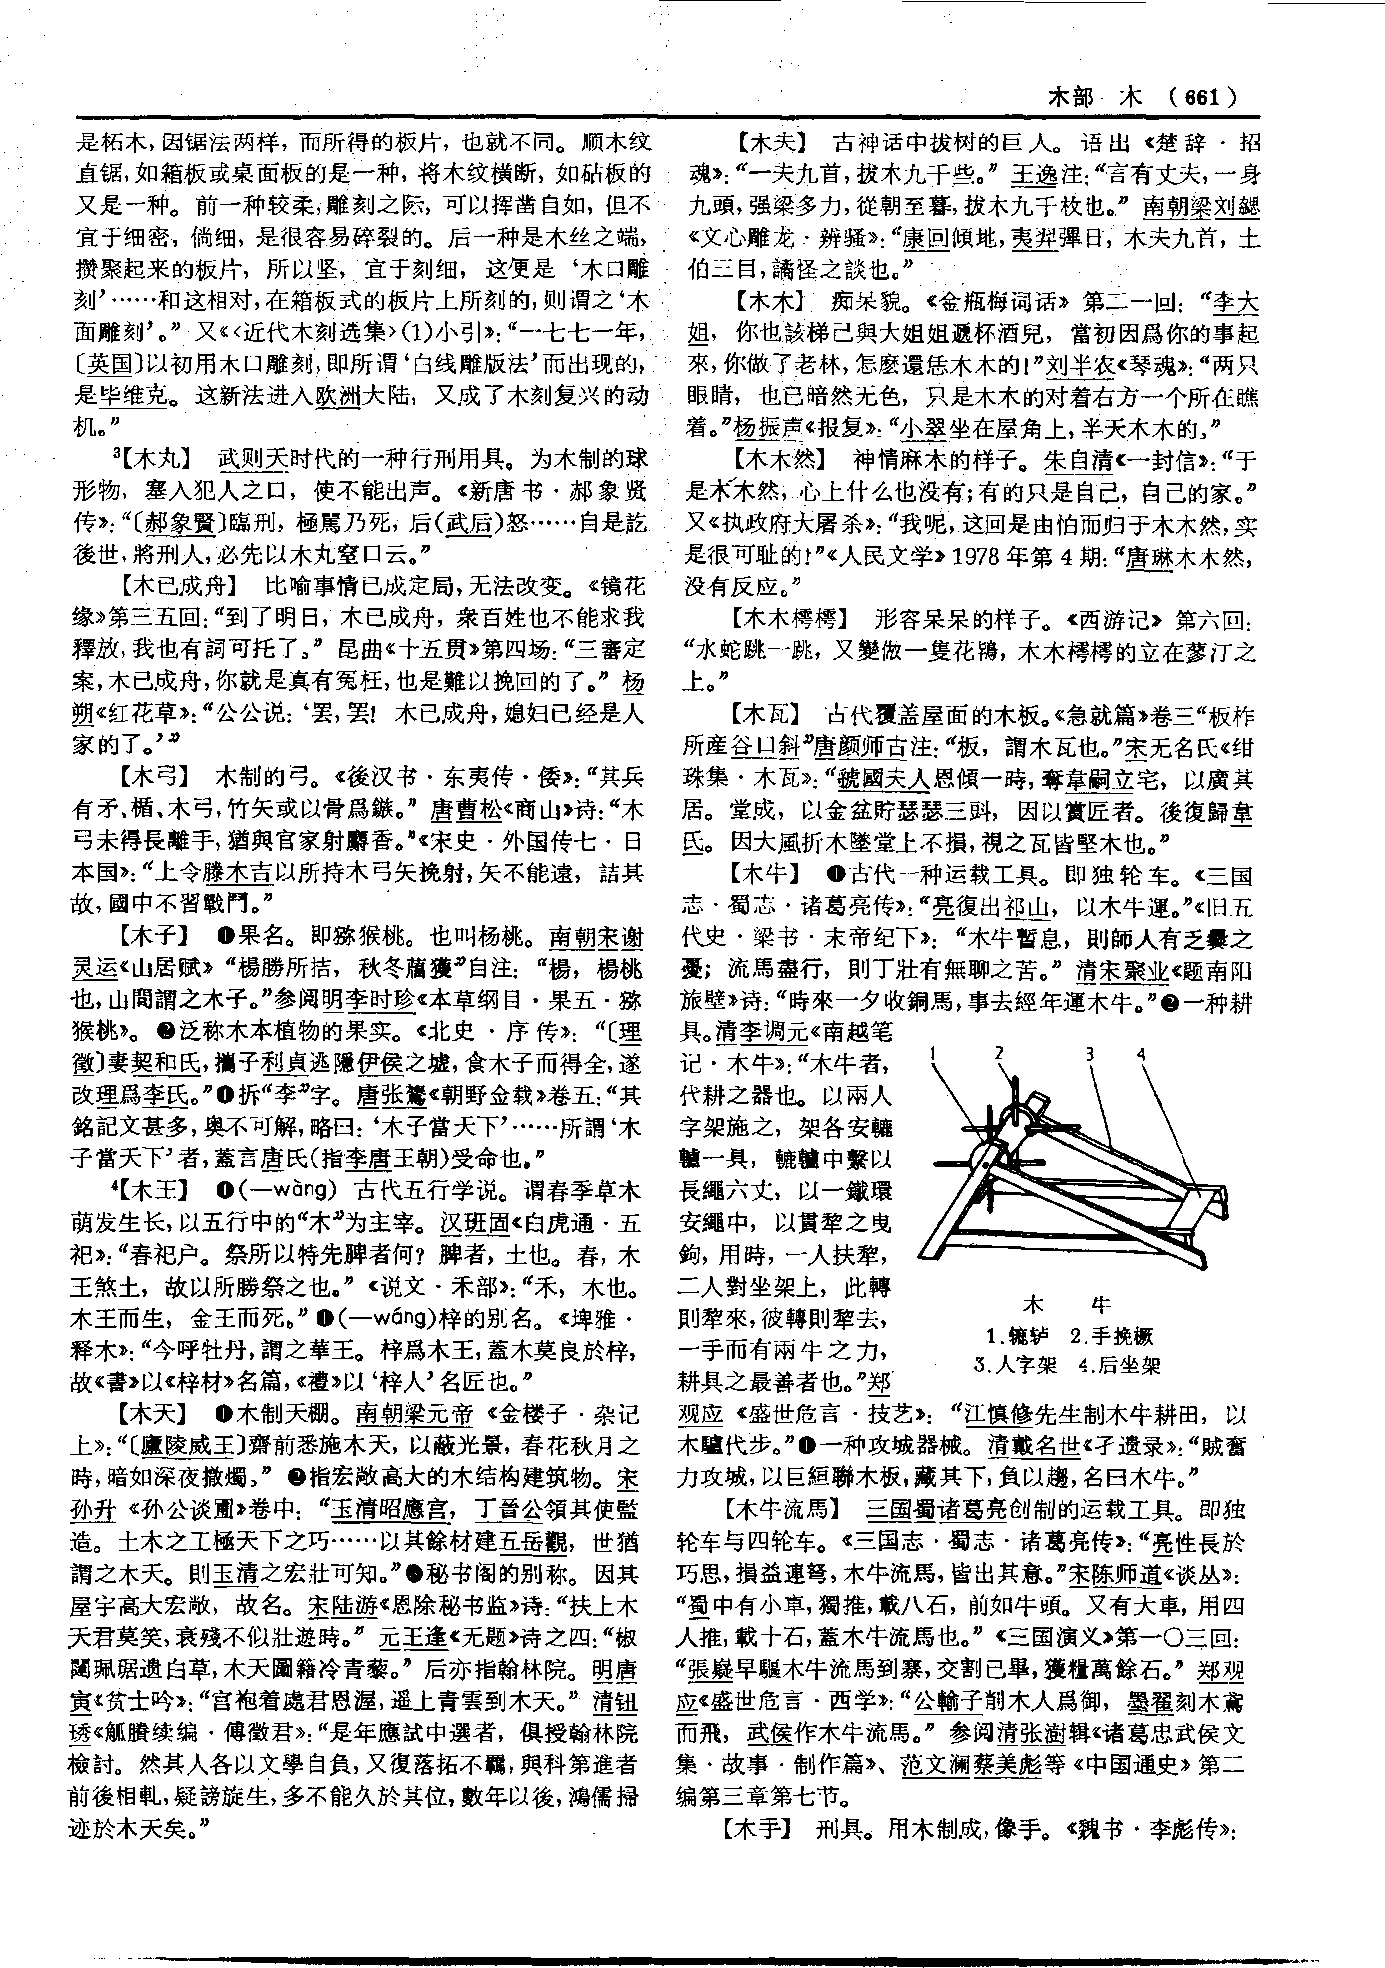 木部 木 （661）
是柘木，因锯法两样，而所得的板片，也就不同。顺木纹
直锯，如箱板或桌面板的是一种，将木纹横断，如砧板的
又是一种。前一种较柔，雕刻之际，可以挥凿自如，但不
宜于细密，倘细，是很容易碎裂的。后一种是木丝之端，
攒聚起来的板片，所以坚，宜于刻细，这便是‘木口雕
刻’……和这相对，在箱板式的板片上所刻的，则谓之‘木
面雕刻’。”又《〈近代木刻选集〉(1)小引》：“一七七一年，
〔英国〕以初用木口雕刻，即所谓‘白线雕版法’而出现的，
是毕维克。这新法进入欧洲大陆，又成了木刻复兴的动
机。”
³【木丸】 武则天时代的一种行刑用具。为木制的球
形物，塞入犯人之口，使不能出声。《新唐书·郝象贤
传》：“〔郝象賢〕臨刑，極罵乃死，后(武后)怒……自是訖
後世，將刑人，必先以木丸窒口云。”
【木已成舟】 比喻事情已成定局，无法改变。《镜花
缘》第三五回：“到了明日，木已成舟，衆百姓也不能求我
釋放，我也有詞可托了。”昆曲《十五贯》第四场：“三審定
案，木已成舟，你就是真有冤枉，也是難以挽回的了。”杨
朔《红花草》：“公公说：‘罢，罢！木已成舟，媳妇已经是人
家的了。’”
【木弓】 木制的弓。《後汉书·东夷传·倭》：“其兵
有矛、楯、木弓，竹矢或以骨爲鏃。”唐曹松《商山》诗：“木
弓未得長離手，猶與官家射麝香。”《宋史·外国传七·日
本国》：“上令滕木吉以所持木弓矢挽射，矢不能遠，詰其
故，國中不習戰鬥。”
【木子】 ❶果名。即猕猴桃。也叫杨桃。南朝宋谢
灵运《山居赋》“楊勝所拮，秋冬𧂐獲”自注：“楊，楊桃
也，山間謂之木子。”参阅明李时珍《本草纲目·果五·猕
猴桃》。❷泛称木本植物的果实。《北史·序传》：“〔理
徵〕妻契和氏，攜子利貞逃隱伊侯之墟，食木子而得全，遂
改理爲李氏。”❸拆“李”字。唐张鷟《朝野佥载》卷五：“其
銘記文甚多，奥不可解，略曰：‘木子當天下’……所謂‘木
子當天下’者，蓋言唐氏(指李唐王朝)受命也。”
⁴【木王】 ❶(—wàng) 古代五行学说。谓春季草木
萌发生长，以五行中的“木”为主宰。汉班固《白虎通·五
祀》：“春祀户。祭所以特先脾者何？脾者，土也。春，木
王煞土，故以所勝祭之也。”《说文·禾部》：“禾，木也。
木王而生，金王而死。”❷(—wáng)梓的别名。《埤雅·
释木》：“今呼牡丹，謂之華王。梓爲木王，蓋木莫良於梓，
故《書》以《梓材》名篇，《禮》以‘梓人’名匠也。”
【木天】 ❶木制天棚。南朝梁元帝《金楼子·杂记
上》：“〔廬陵威王〕齋前悉施木天，以蔽光景，春花秋月之
時，暗如深夜撤燭。”❷指宏敞高大的木结构建筑物。宋
孙升《孙公谈圃》卷中：“玉清昭應宫，丁晉公領其使監
造。土木之工極天下之巧……以其餘材建五岳觀，世猶
謂之木天。則玉清之宏壯可知。”❸秘书阁的别称。因其
屋宇高大宏敞，故名。宋陆游《恩除秘书监》诗：“扶上木
天君莫笑，衰殘不似壯遊時。”元王逢《无题》诗之四：“椒
闥珮琚遗白草，木天圖籍冷青藜。”后亦指翰林院。明唐
寅《贫士吟》：“宫袍着處君恩渥，遥上青雲到木天。”清钮
琇《觚賸续编·傅徵君》：“是年應試中選者，俱授翰林院
檢討。然其人各以文學自負，又復落拓不羈，與科第進者
前後相軋，疑謗旋生，多不能久於其位，數年以後，鴻儒掃
迹於木天矣。”
【木夫】 古神话中拔树的巨人。语出《楚辞·招
魂》：“一夫九首，拔木九千些。”王逸注：“言有丈夫，一身
九頭，强梁多力，從朝至暮，拔木九千枚也。”南朝梁刘勰
《文心雕龙·辨骚》：“康回傾地，夷羿彃日，木夫九首，土
伯三目，譎怪之談也。”
【木木】 痴呆貌。《金瓶梅词话》第二一回：“李大
姐，你也該梯己與大姐姐遞杯酒兒，當初因爲你的事起
來，你做了老林，怎麽還恁木木的！”刘半农《琴魂》：“两只
眼睛，也已暗然无色，只是木木的对着右方一个所在瞧
着。”杨振声《报复》：“小翠坐在屋角上，半天木木的。”
【木木然】 神情麻木的样子。朱自清《一封信》：“于
是木木然，心上什么也没有；有的只是自己，自己的家。”
又《执政府大屠杀》：“我呢，这回是由怕而归于木木然，实
是很可耻的！”《人民文学》1978年第4期：“唐琳木木然，
没有反应。”
【木木樗樗】 形容呆呆的样子。《西游记》第六回：
“水蛇跳一跳，又變做一隻花鴇，木木樗樗的立在蓼汀之
上。”
【木瓦】 古代覆盖屋面的木板。《急就篇》卷三“板柞
所産谷口斜”唐颜师古注：“板，謂木瓦也。”宋无名氏《绀
珠集·木瓦》：“虢國夫人恩傾一時，奪韋嗣立宅，以廣其
居。堂成，以金盆貯瑟瑟三㪷，因以賞匠者。後復歸韋
氏。因大風折木墜堂上不損，視之瓦皆堅木也。”
【木牛】 ❶古代一种运载工具。即独轮车。《三国
志·蜀志·诸葛亮传》：“亮復出祁山，以木牛運。”《旧五
代史·梁书·末帝纪下》：“木牛暫息，則師人有乏爨之
憂；流馬盡行，則丁壯有無聊之苦。”清宋聚业《题南阳
旅壁》诗：“時來一夕收銅馬，事去經年運木牛。”❷一种耕
具。清李调元《南越笔
记·木牛》：“木牛者，
代耕之器也。以兩人
字架施之，架各安轆
轤一具，轆轤中繫以
長繩六丈，以一鐵環
安繩中，以貫犂之曳
鉤，用時，一人扶犂，
二人對坐架上，此轉
則犂來，彼轉則犂去，
一手而有兩牛之力，
耕具之最善者也。”郑
观应《盛世危言·技艺》：“江慎修先生制木牛耕田，以
木驢代步。”❸一种攻城器械。清戴名世《孑遗录》：“賊奮
力攻城，以巨絙聯木板，藏其下，負以趨，名曰木牛。”
1 2 3 4
木 牛
1.辘轳 2.手挽橛
3.人字架 4.后坐架
【木牛流馬】 三国蜀诸葛亮创制的运载工具。即独
轮车与四轮车。《三国志·蜀志·诸葛亮传》：“亮性長於
巧思，損益連弩，木牛流馬，皆出其意。”宋陈师道《谈丛》：
“蜀中有小車，獨推，載八石，前如牛頭。又有大車，用四
人推，載十石，蓋木牛流馬也。”《三国演义》第一〇三回：
“張嶷早驅木牛流馬到寨，交割已畢，獲糧萬餘石。”郑观
应《盛世危言·西学》：“公輸子削木人爲御，墨翟刻木鳶
而飛，武侯作木牛流馬。”参阅清张澍辑《诸葛忠武侯文
集·故事·制作篇》、范文澜蔡美彪等《中国通史》第二
编第三章第七节。
【木手】 刑具。用木制成，像手。《魏书·李彪传》：